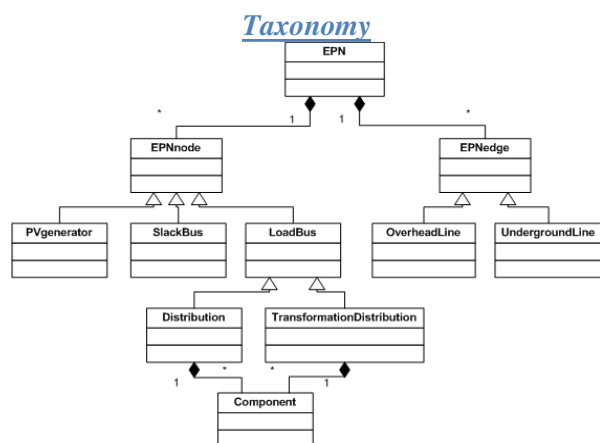 Taxonomy
EPN
* 1 1 *
EPNnode EPNedge
PVgenerator SlackBus LoadBus OverheadLine UndergroundLine
Distribution TransformationDistribution
1 * * 1
Component